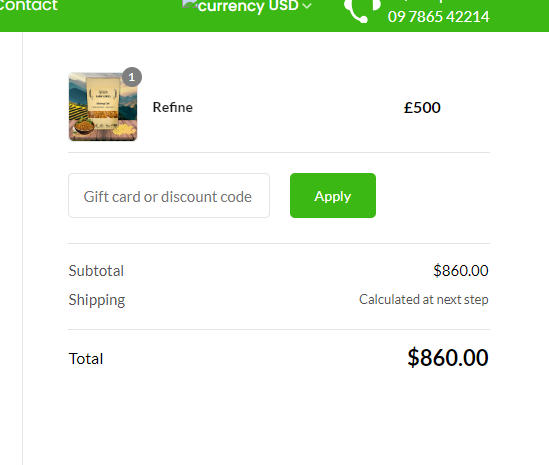 Contact
currency USD
09 7865 42214
1
Refine
£500
Gift card or discount code
Apply
Subtotal
$860.00
Shipping
Calculated at next step
Total
$860.00